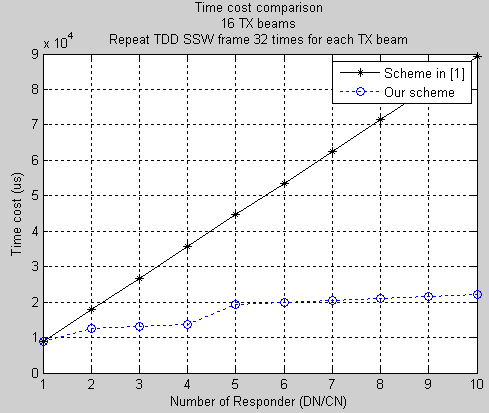 Time cost comparison
16 TX beams
Repeat TDD SSW frame 32 times for each TX beam
x 10^4
Scheme in [1]
Our scheme
9
8
7
6
5
4
3
2
1
0
Time cost (us)
1 2 3 4 5 6 7 8 9 10
Number of Responder (DN/CN)